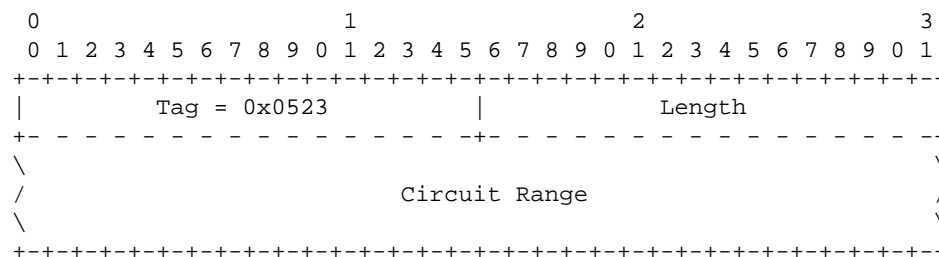 0                   1                   2                   3
 0 1 2 3 4 5 6 7 8 9 0 1 2 3 4 5 6 7 8 9 0 1 2 3 4 5 6 7 8 9 0 1
+-+-+-+-+-+-+-+-+-+-+-+-+-+-+-+-+-+-+-+-+-+-+-+-+-+-+-+-+-+-+-+-
|         Tag = 0x0523          |            Length
+- - - - - - - - - - - - - - - -+- - - - - - - - - - - - - - - --
\                                                               \
/                          Circuit Range                        /
\                                                               \
+-+-+-+-+-+-+-+-+-+-+-+-+-+-+-+-+-+-+-+-+-+-+-+-+-+-+-+-+-+-+-+--